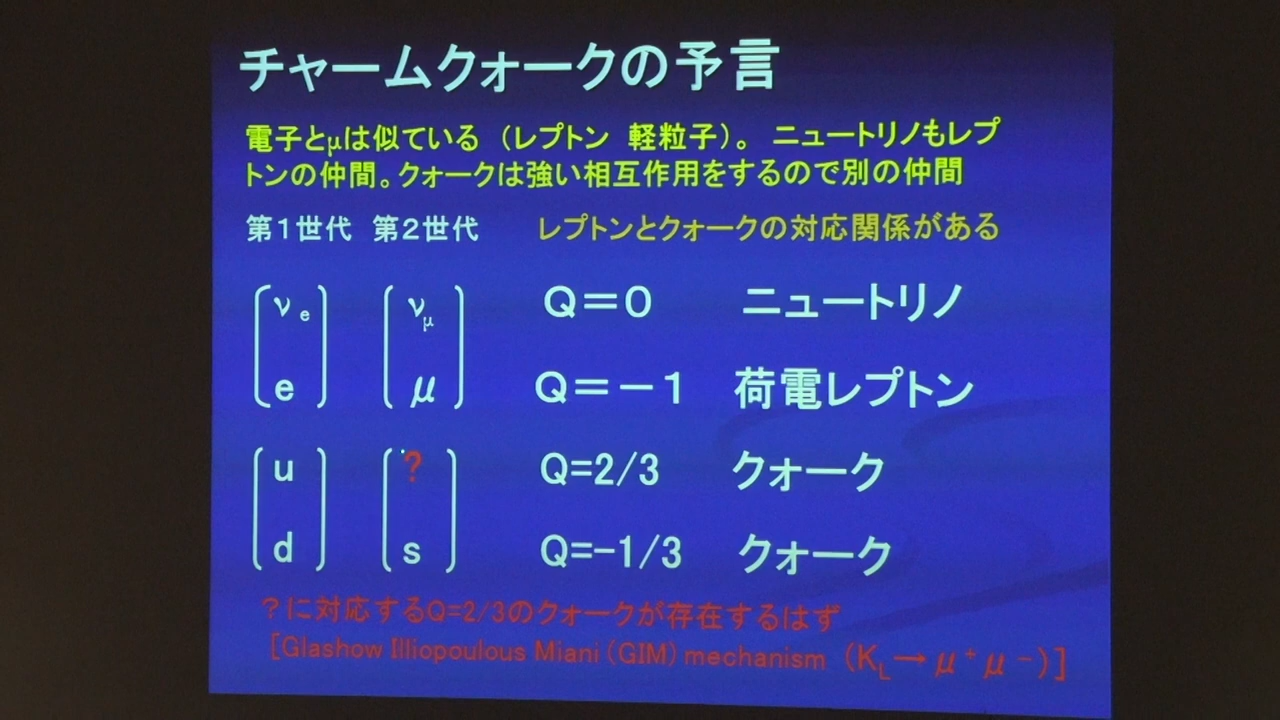 チャームクォークの予言
電子とμは似ている（レプトン　軽粒子）。ニュートリノもレプ
トンの仲間。クォークは強い相互作用をするので別の仲間
第１世代　第２世代　レプトンとクォークの対応関係がある
νe　νμ　Q＝０　ニュートリノ
e　μ　Q＝－１　荷電レプトン
u　?　Q=2/3　クォーク
d　s　Q=-1/3　クォーク
？に対応するQ=2/3のクォークが存在するはず
［Glashow Illiopoulous Miani (GIM) mechanism （KL→μ⁺μ⁻）］